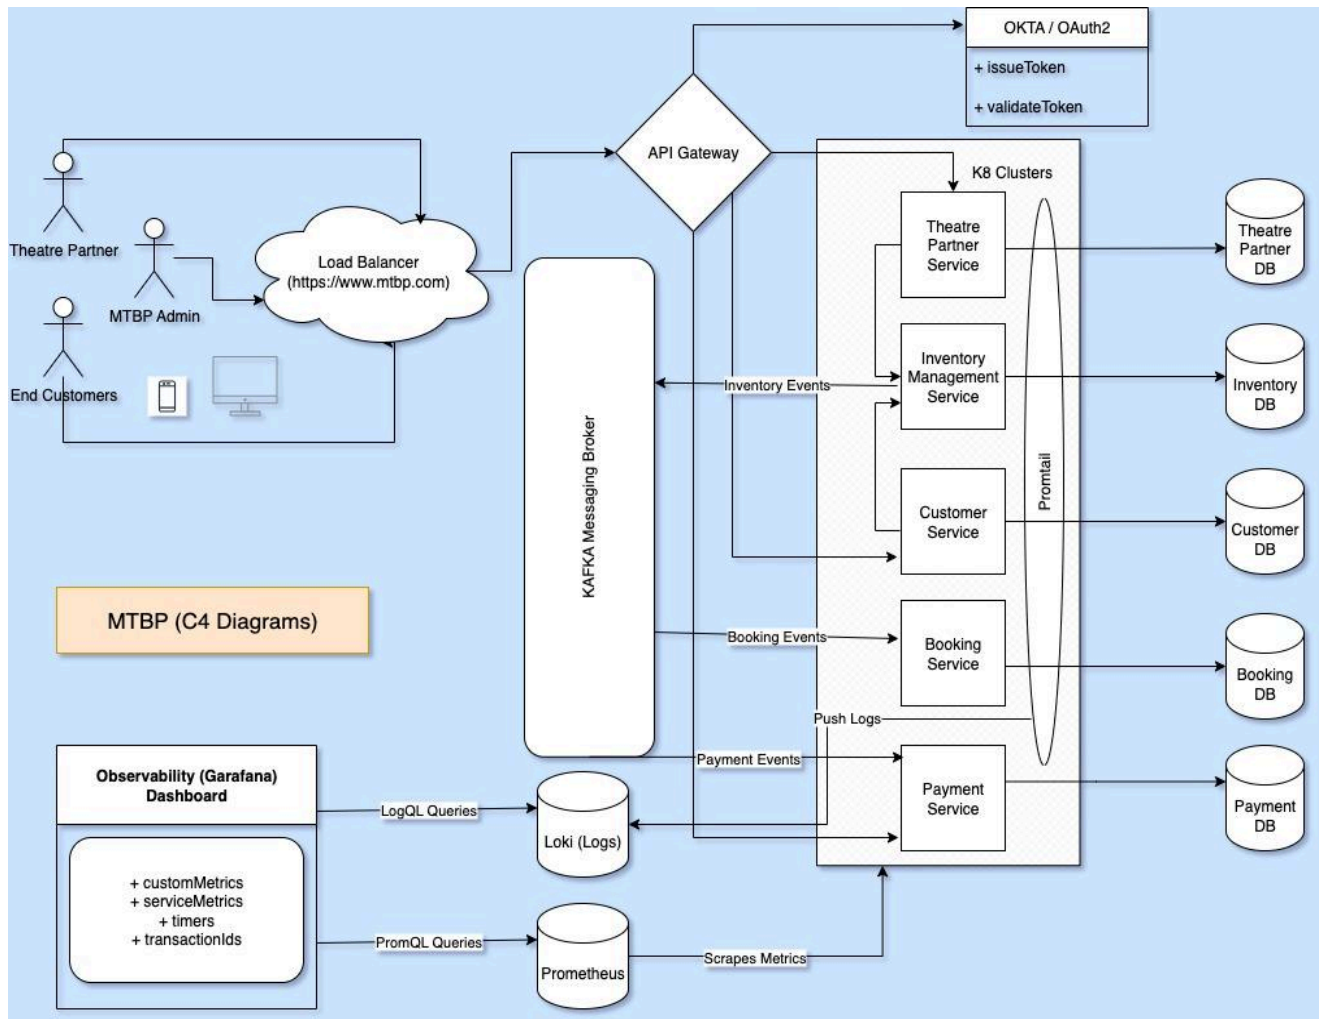 OKTA / OAuth2
+ issueToken
+ validateToken
API Gateway
K8 Clusters
Theatre Partner
MTBP Admin
End Customers
Load Balancer
(https://www.mtbp.com)
Theatre
Partner
Service
Theatre
Partner
DB
Inventory
Management
Service
Inventory Events
Inventory
DB
KAFKA Messaging Broker
Promtail
Customer
Service
Customer
DB
MTBP (C4 Diagrams)
Booking Events
Booking
Service
Booking
DB
Push Logs
Payment Events
Payment
Service
Payment
DB
Observability (Garafana)
Dashboard
+ customMetrics
+ serviceMetrics
+ timers
+ transactionIds
LogQL Queries
Loki (Logs)
PromQL Queries
Prometheus
Scrapes Metrics